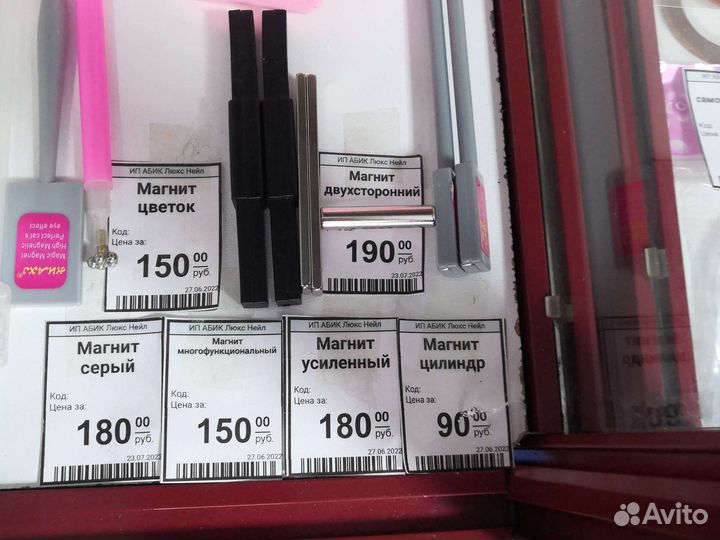 ИП АБИК Люкс Нейл
Магнит
цветок
Код:
Цена за:
150 00
руб.
27.06.2022
ИП АБИК Люкс Нейл
Магнит
двухсторонний
190 00
руб.
23.07.2022
Magic Magnet
High Magnetic
Perfect cat's
eye effect
ИП АБИК Люкс Нейл
Магнит
серый
Код:
Цена за:
180 00
руб.
23.07.2022
ИП АБИК Люкс Нейл
Магнит
многофункциональный
Код:
Цена за:
150 00
руб.
27.06.2022
ИП АБИК Люкс Нейл
Магнит
усиленный
Код:
Цена за:
180 00
руб.
27.06.2022
ИП АБИК Люкс Нейл
Магнит
цилиндр
Код:
Цена за:
90 00
руб.
27.06.2022
само
Код:
Цена
Avito